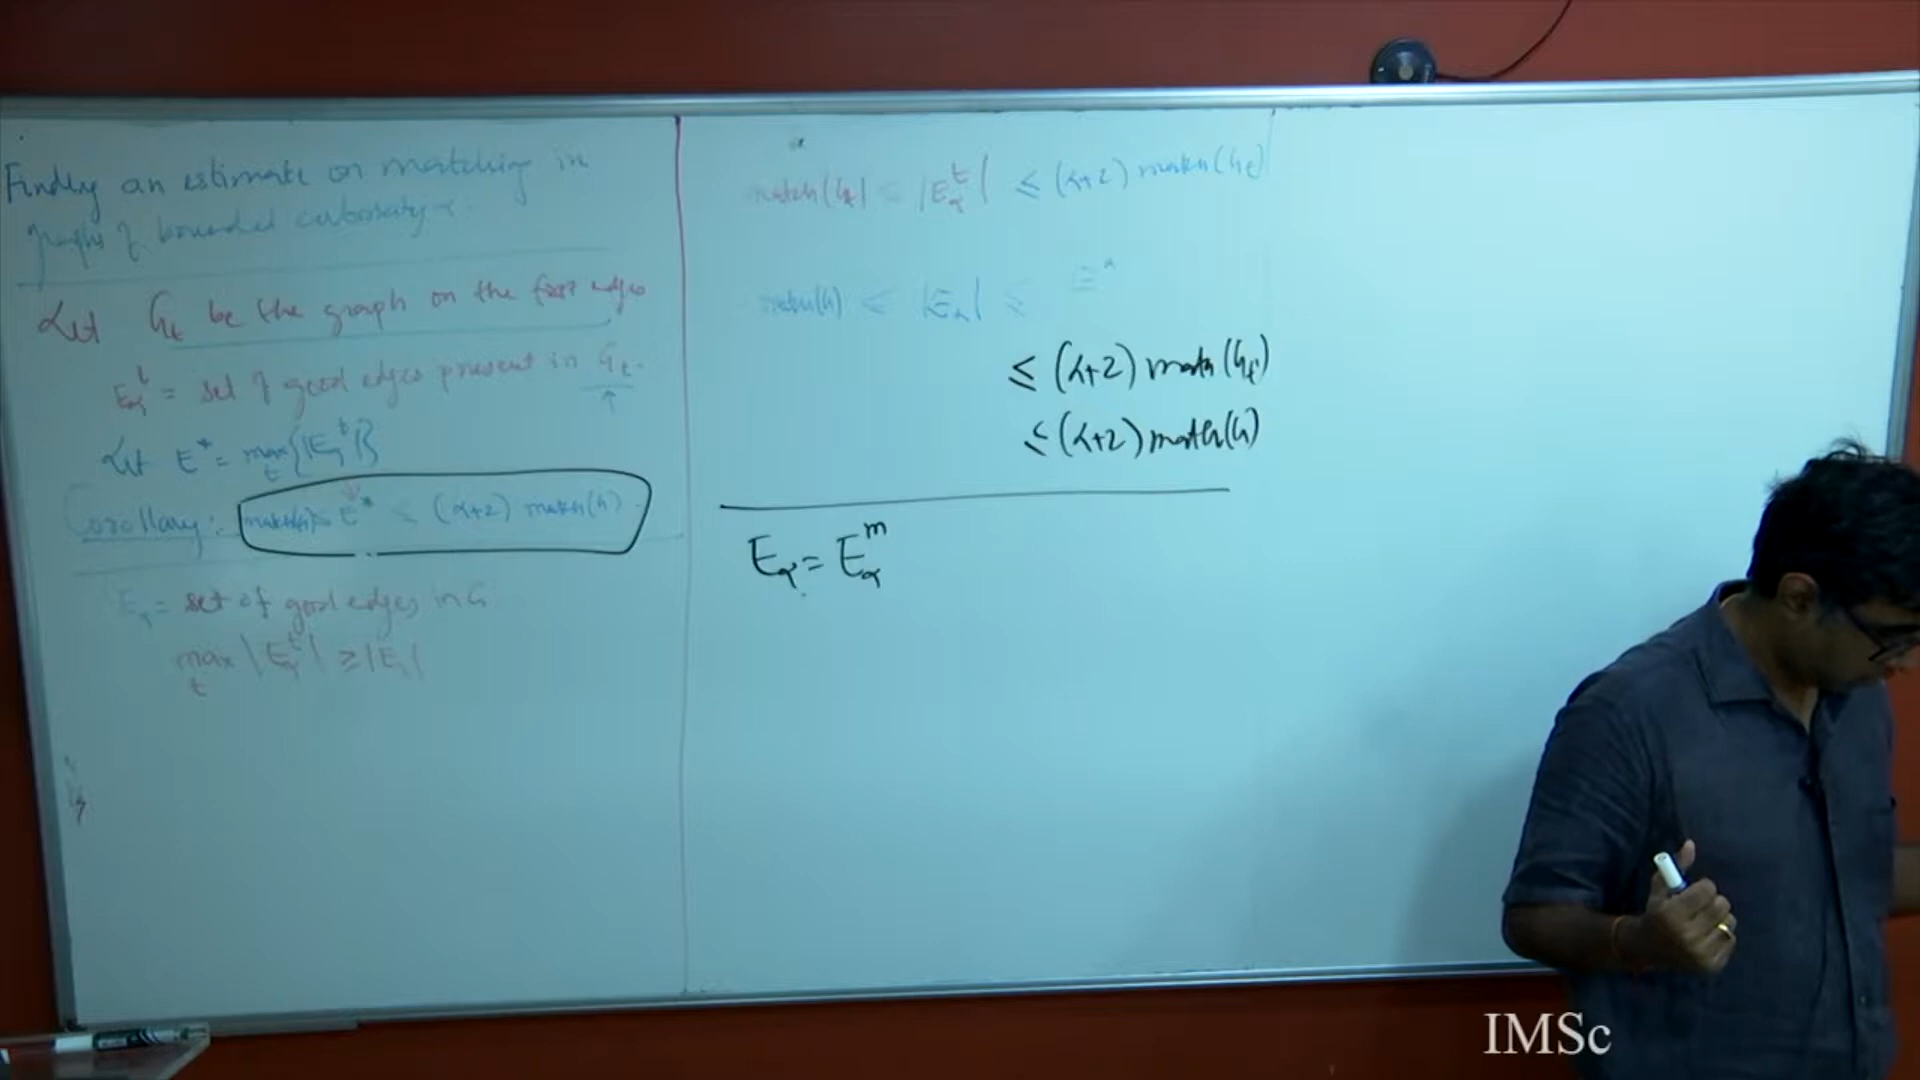 Finding an estimate on matching in
graphs of bounded arboricity α.
Let G_t be the graph on the first edges
E_α^t = set of good edges present in G_t.
↑
Let E* = max_t {|E_α^t|}
Corollary: match(G) ≤ E* ≤ (α+2) match(G).
E_α = set of good edges in G
max_t |E_α^t| ≥ |E_α|
match(G_t) ≤ |E_α^t| ≤ (α+2) match(G_t)
match(G) ≤ |E_α| ≤ E*
≤ (α+2) match(G_t)
≤ (α+2) match(G)
E_α = E_α^m
IMSc